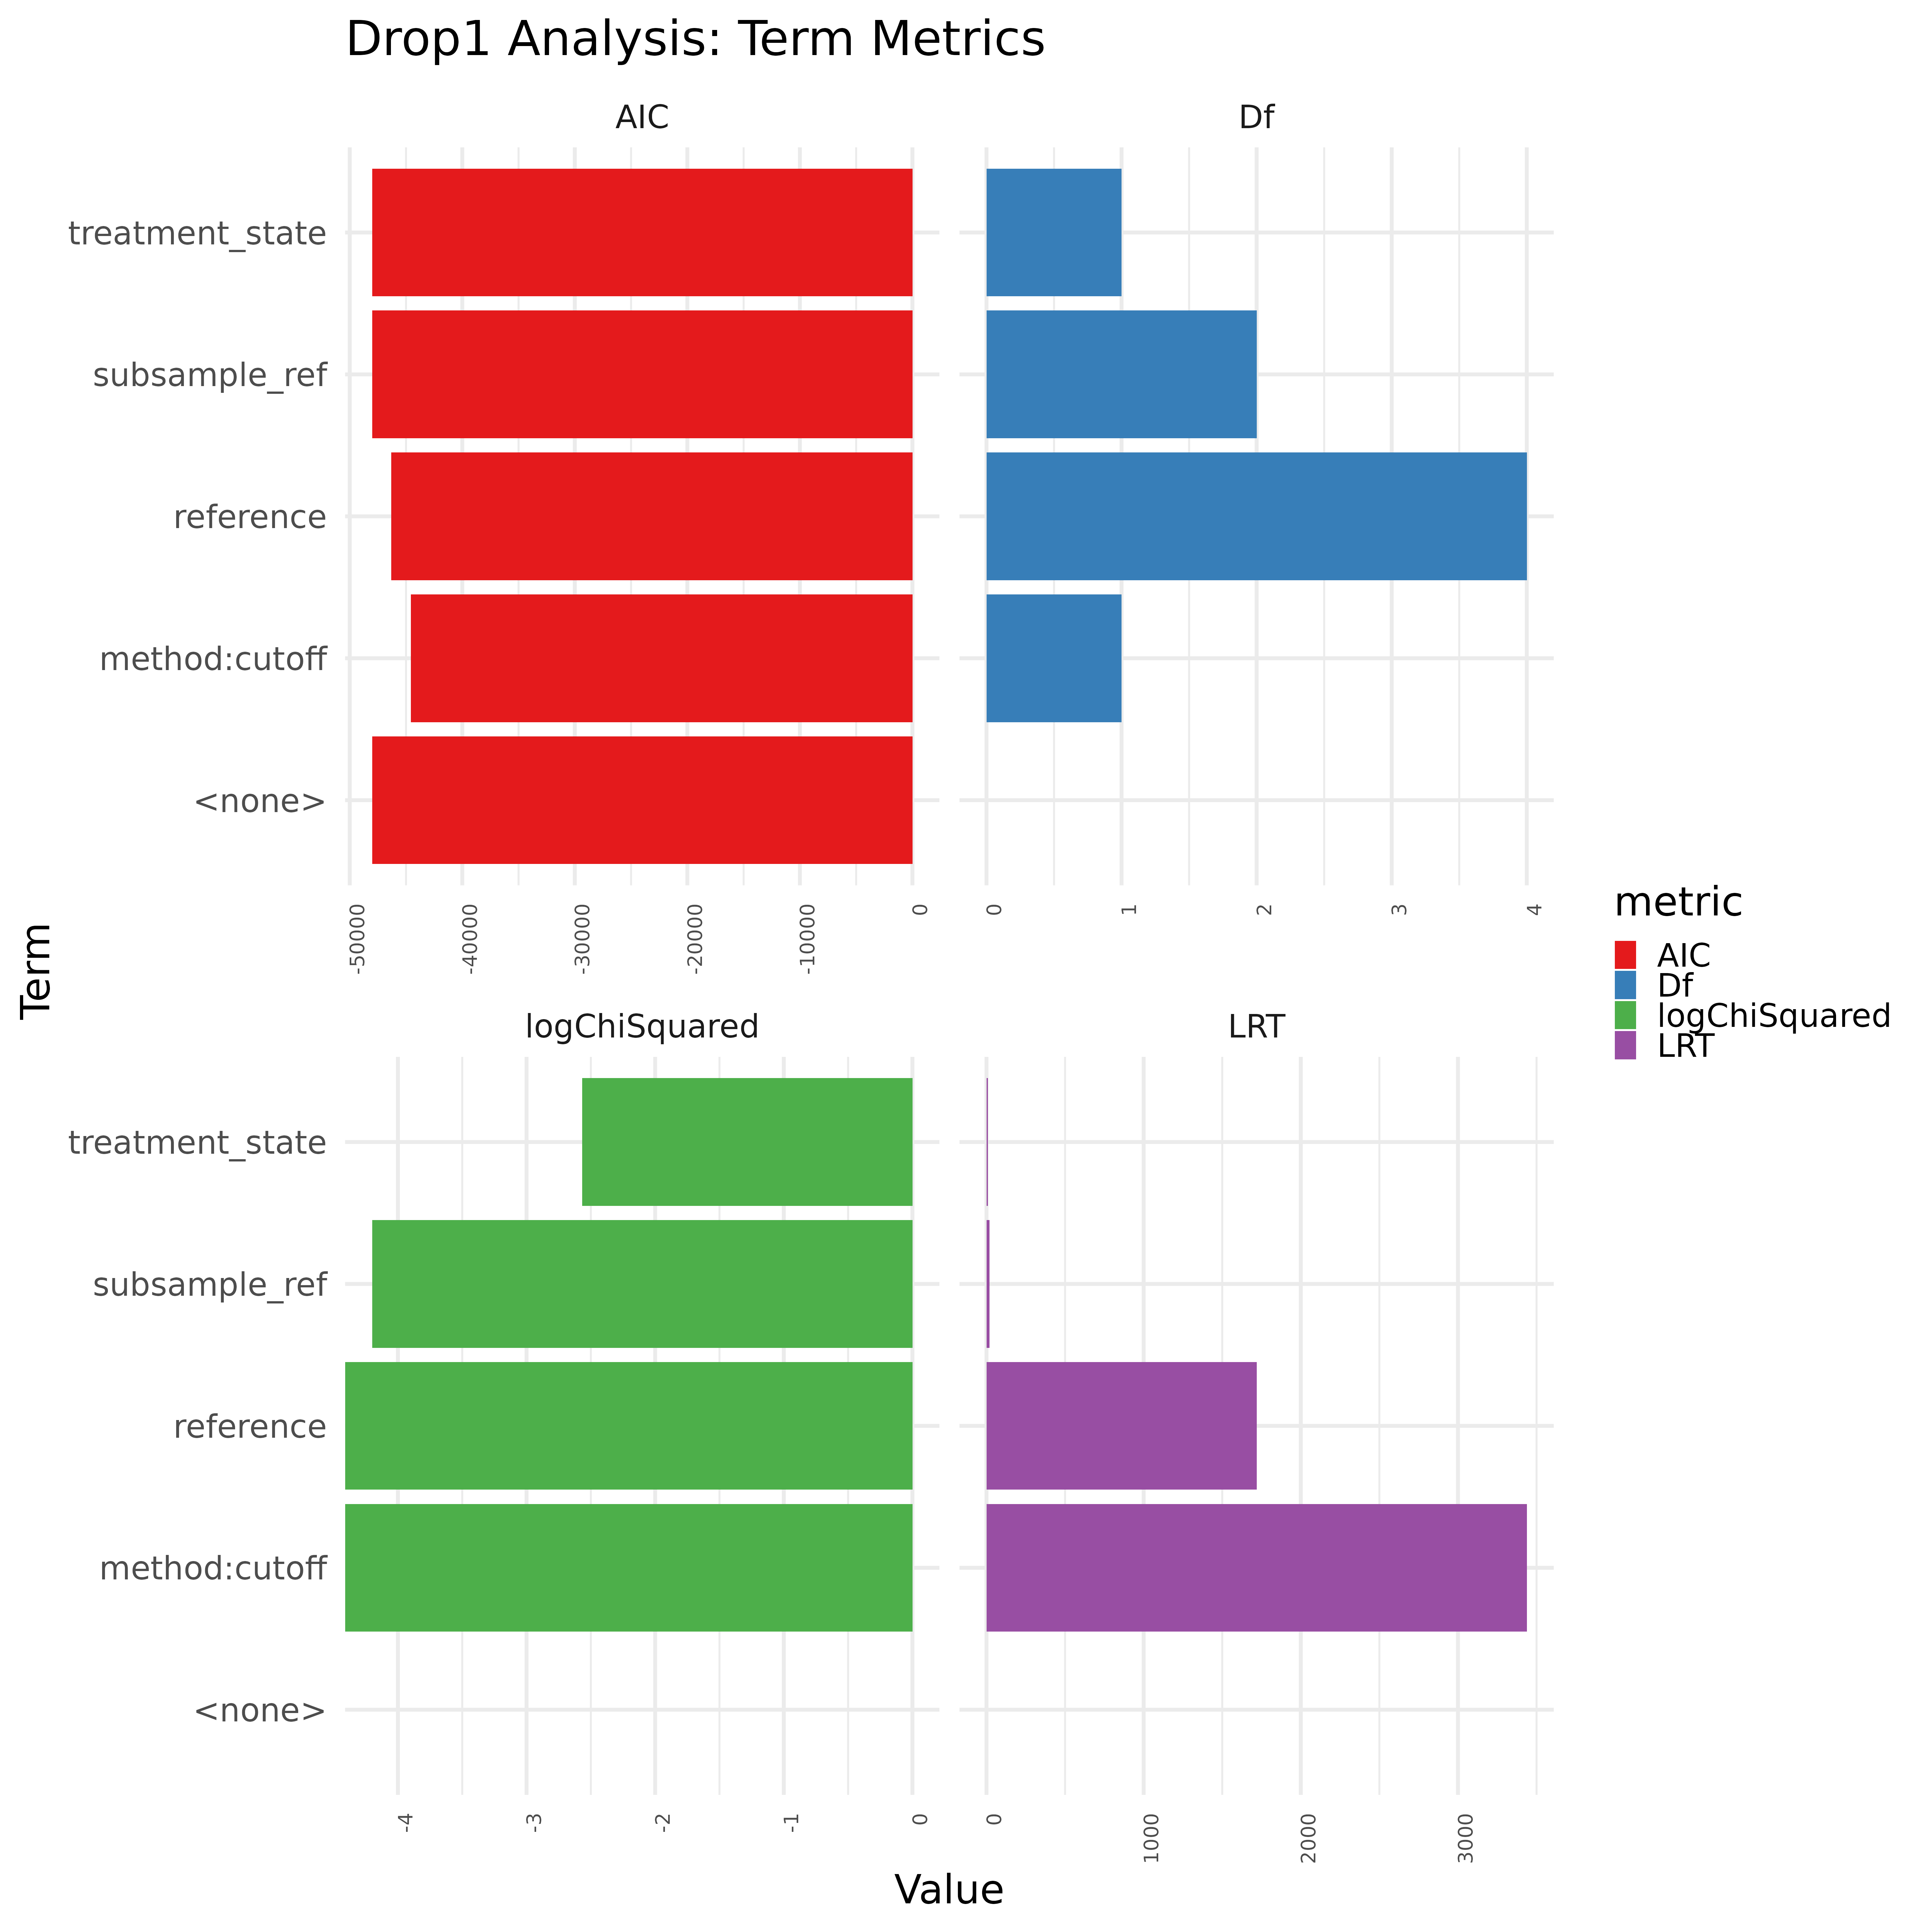 Drop1 Analysis: Term Metrics
AIC
Df
treatment_state
subsample_ref
reference
method:cutoff
<none>
-50000
-40000
-30000
-20000
-10000
0
0
1
2
3
4
Term
metric
AIC
Df
logChiSquared
LRT
logChiSquared
LRT
treatment_state
subsample_ref
reference
method:cutoff
<none>
-4
-3
-2
-1
0
0
1000
2000
3000
Value